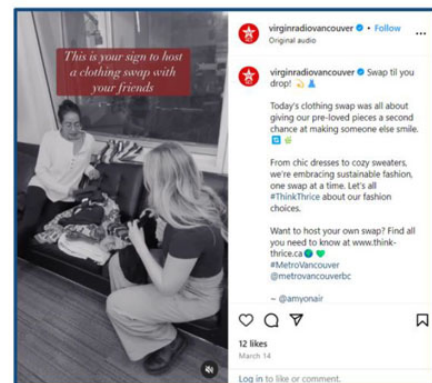 This is your sign to host
a clothing swap with
your friends
virginradiovancouver • Follow
Original audio
virginradiovancouver Swap til you
drop!
Today's clothing swap was all about
giving our pre-loved pieces a second
chance at making someone else smile.
From chic dresses to cozy sweaters,
we're embracing sustainable fashion,
one swap at a time. Let's all
#ThinkThrice about our fashion
choices.
Want to host your own swap? Find all
you need to know at www.think-
thrice.ca
#MetroVancouver
@metrovancouverbc
~ @amyonair
12 likes
March 14
Log in to like or comment.